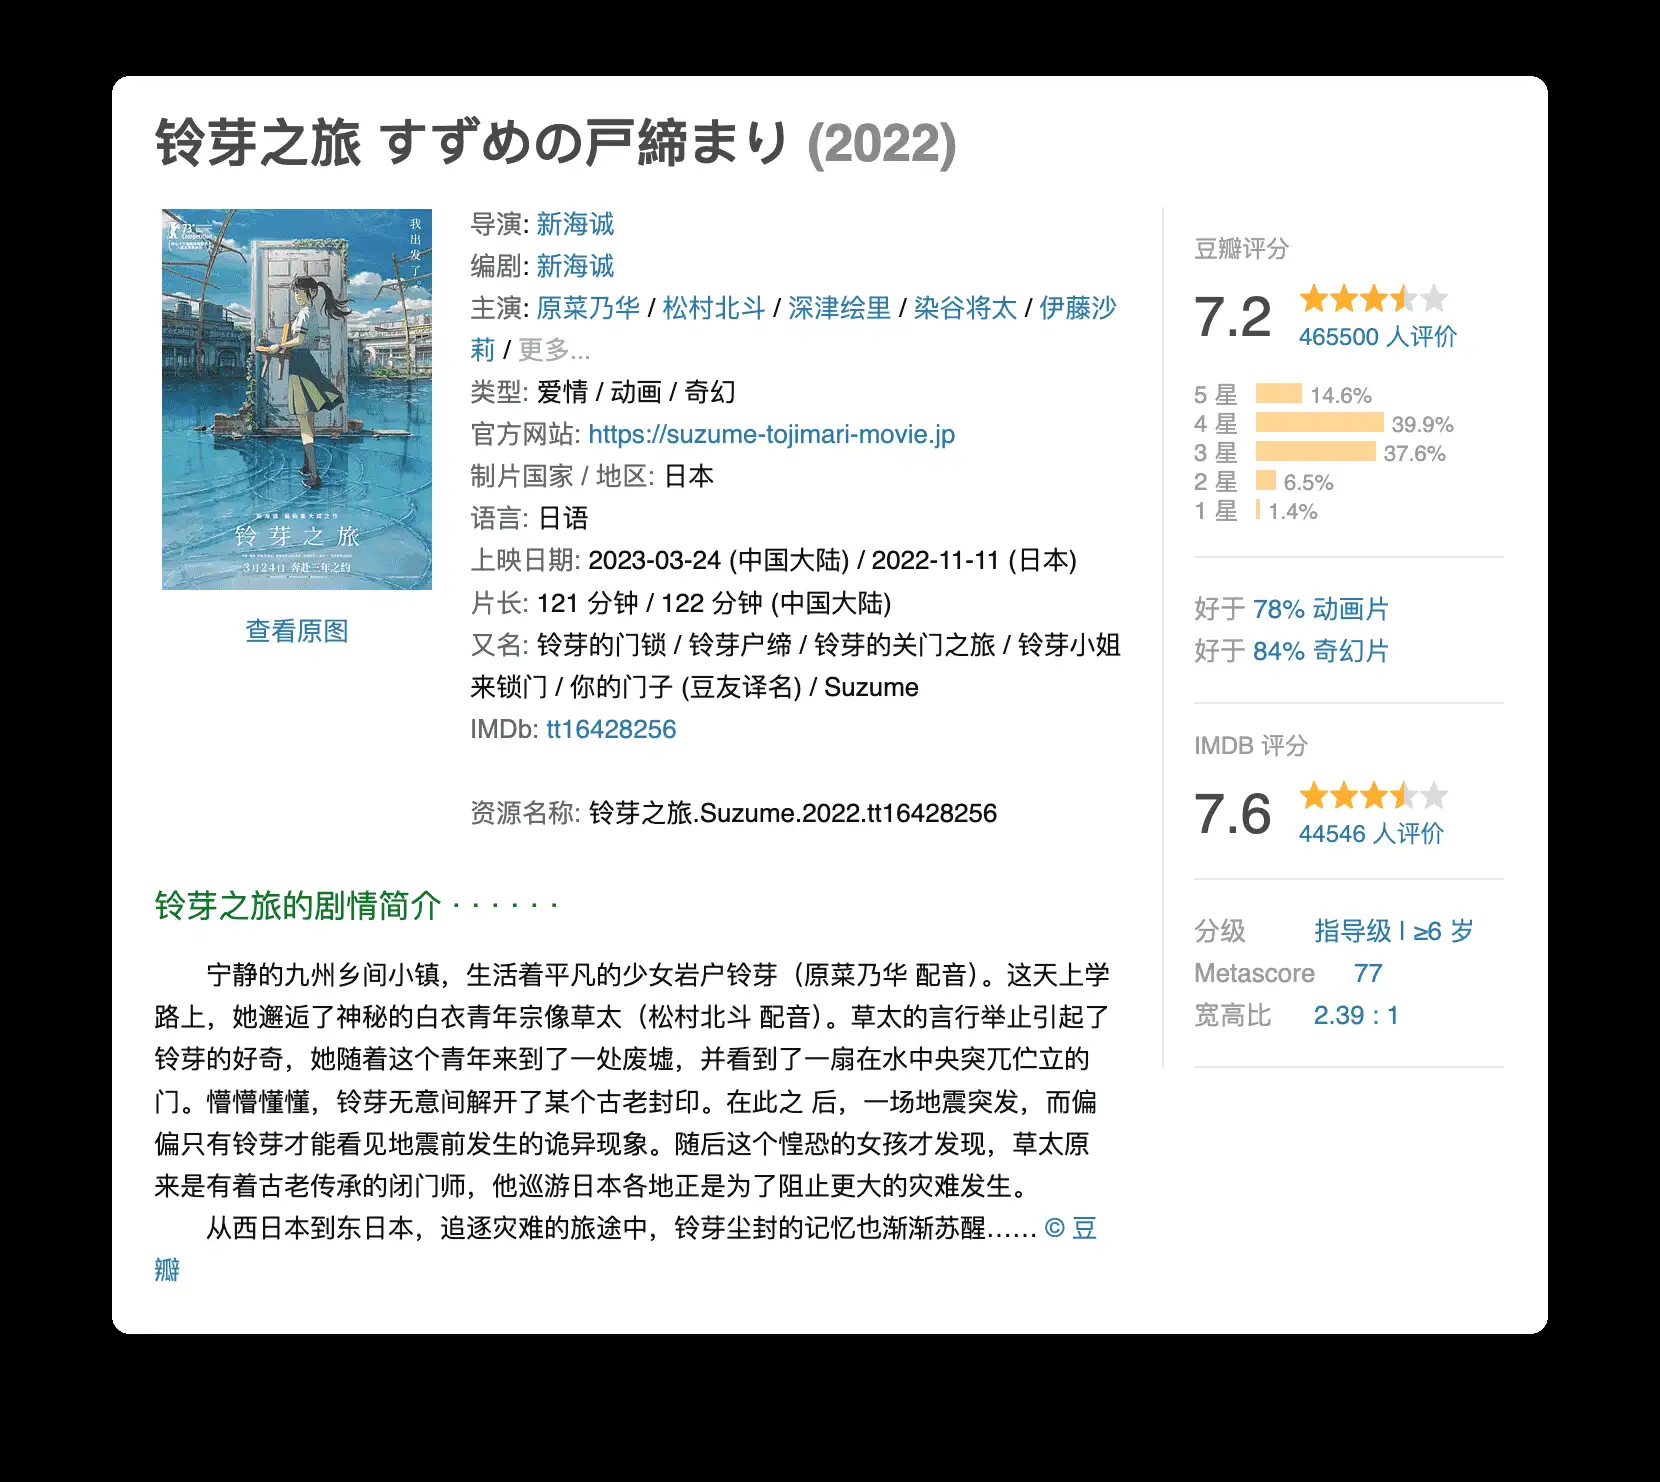 铃芽之旅 すずめの戸締まり (2022)
73
Competition
我出发了。
铃芽之旅
3月24日 奔赴三年之约
查看原图
导演: 新海诚
编剧: 新海诚
主演: 原菜乃华 / 松村北斗 / 深津绘里 / 染谷将太 / 伊藤沙
莉 / 更多...
类型: 爱情 / 动画 / 奇幻
官方网站: https://suzume-tojimari-movie.jp
制片国家 / 地区: 日本
语言: 日语
上映日期: 2023-03-24 (中国大陆) / 2022-11-11 (日本)
片长: 121 分钟 / 122 分钟 (中国大陆)
又名: 铃芽的门锁 / 铃芽户缔 / 铃芽的关门之旅 / 铃芽小姐
来锁门 / 你的门子 (豆友译名) / Suzume
IMDb: tt16428256
资源名称: 铃芽之旅.Suzume.2022.tt16428256
豆瓣评分
7.2
465500 人评价
5 星 14.6%
4 星 39.9%
3 星 37.6%
2 星 6.5%
1 星 1.4%
好于 78% 动画片
好于 84% 奇幻片
IMDB 评分
7.6
44546 人评价
分级 指导级 | ≥6 岁
Metascore 77
宽高比 2.39 : 1
铃芽之旅的剧情简介 · · · · · ·
宁静的九州乡间小镇，生活着平凡的少女岩户铃芽（原菜乃华 配音）。这天上学
路上，她邂逅了神秘的白衣青年宗像草太（松村北斗 配音）。草太的言行举止引起了
铃芽的好奇，她随着这个青年来到了一处废墟，并看到了一扇在水中央突兀伫立的
门。懵懵懂懂，铃芽无意间解开了某个古老封印。在此之 后，一场地震突发，而偏
偏只有铃芽才能看见地震前发生的诡异现象。随后这个惶恐的女孩才发现，草太原
来是有着古老传承的闭门师，他巡游日本各地正是为了阻止更大的灾难发生。
从西日本到东日本，追逐灾难的旅途中，铃芽尘封的记忆也渐渐苏醒…… © 豆
瓣